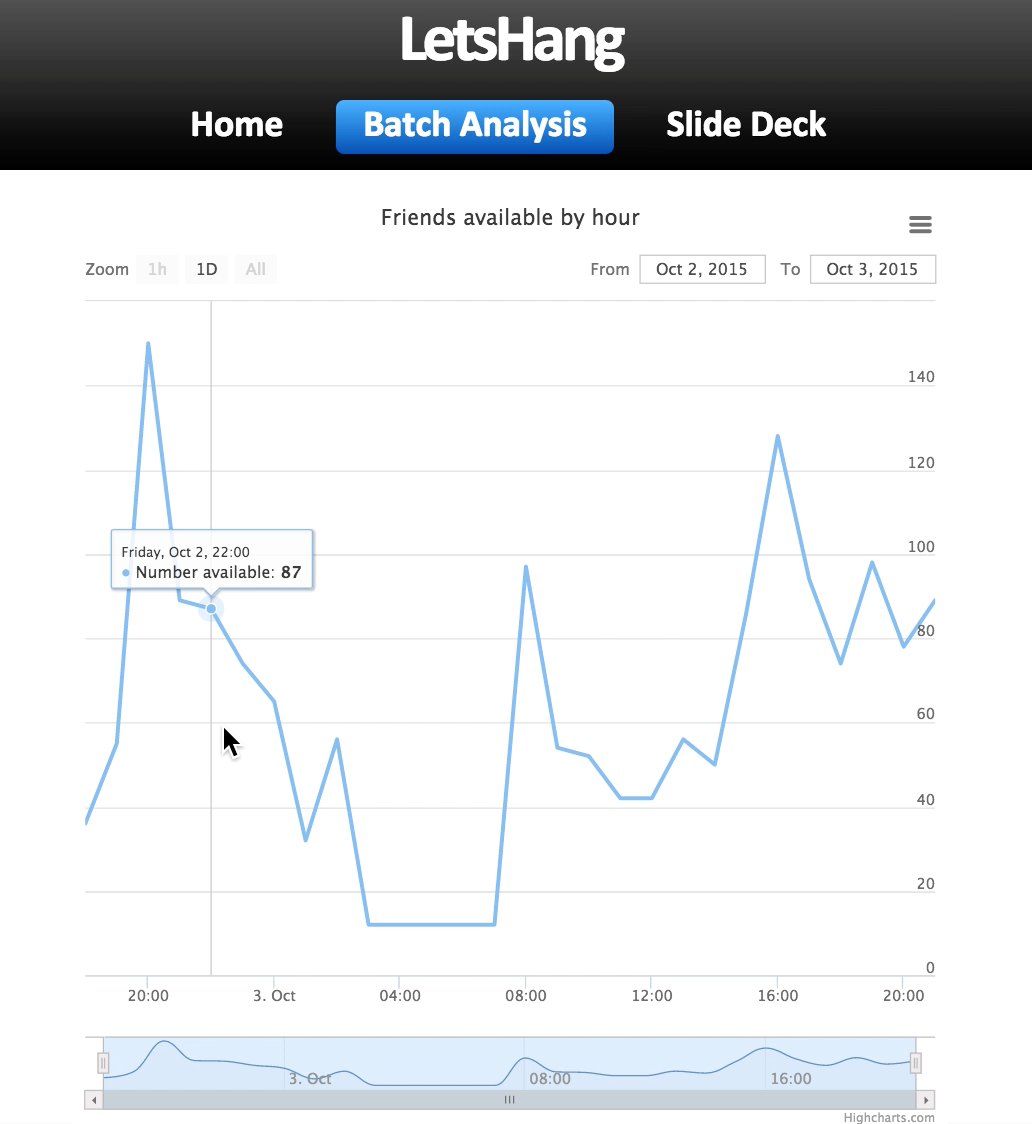 LetsHang
Home Batch Analysis Slide Deck
Friends available by hour
Zoom 1h 1D All From Oct 2, 2015 To Oct 3, 2015
140
120
100
Friday, Oct 2, 22:00
Number available: 87
80
60
40
20
0
20:00 3. Oct 04:00 08:00 12:00 16:00 20:00
3. Oct 08:00 16:00
Highcharts.com